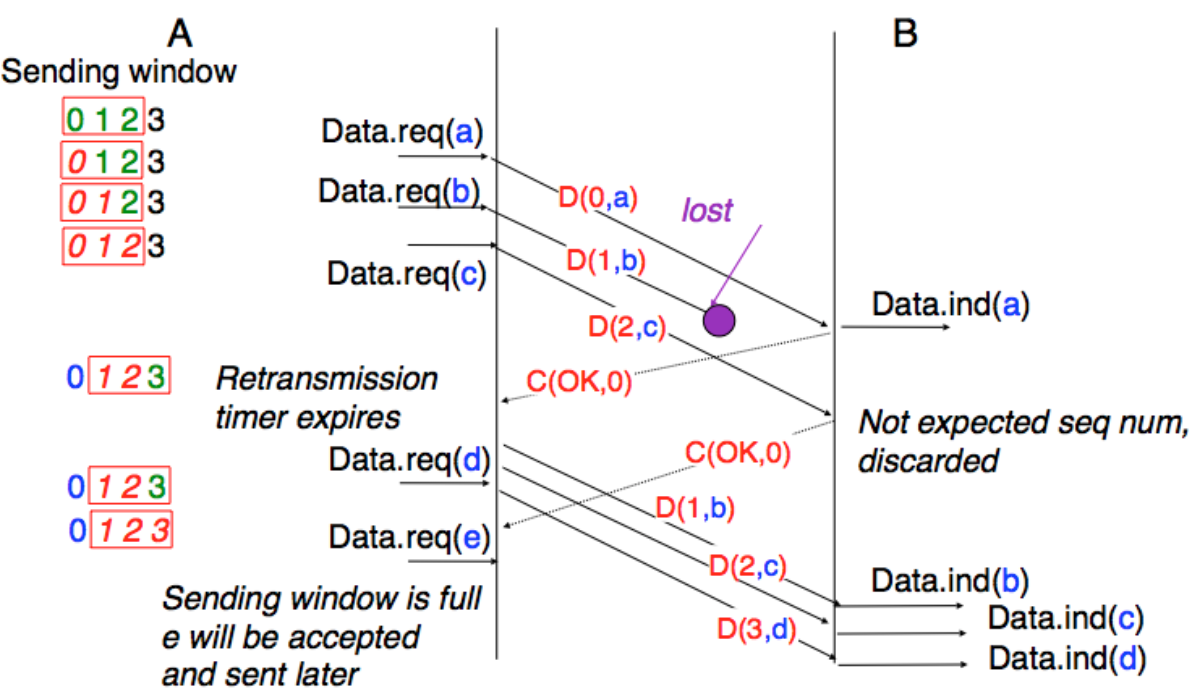 A
B
Sending window
0 1 2 3
Data.req(a)
0 1 2 3
Data.req(b)
D(0,a)
lost
0 1 2 3
0 1 2 3
D(1,b)
Data.req(c)
Data.ind(a)
D(2,c)
0 1 2 3
Retransmission
timer expires
C(OK,0)
Not expected seq num,
discarded
Data.req(d)
C(OK,0)
0 1 2 3
D(1,b)
0 1 2 3
Data.req(e)
D(2,c)
Data.ind(b)
Sending window is full
e will be accepted
and sent later
D(3,d)
Data.ind(c)
Data.ind(d)